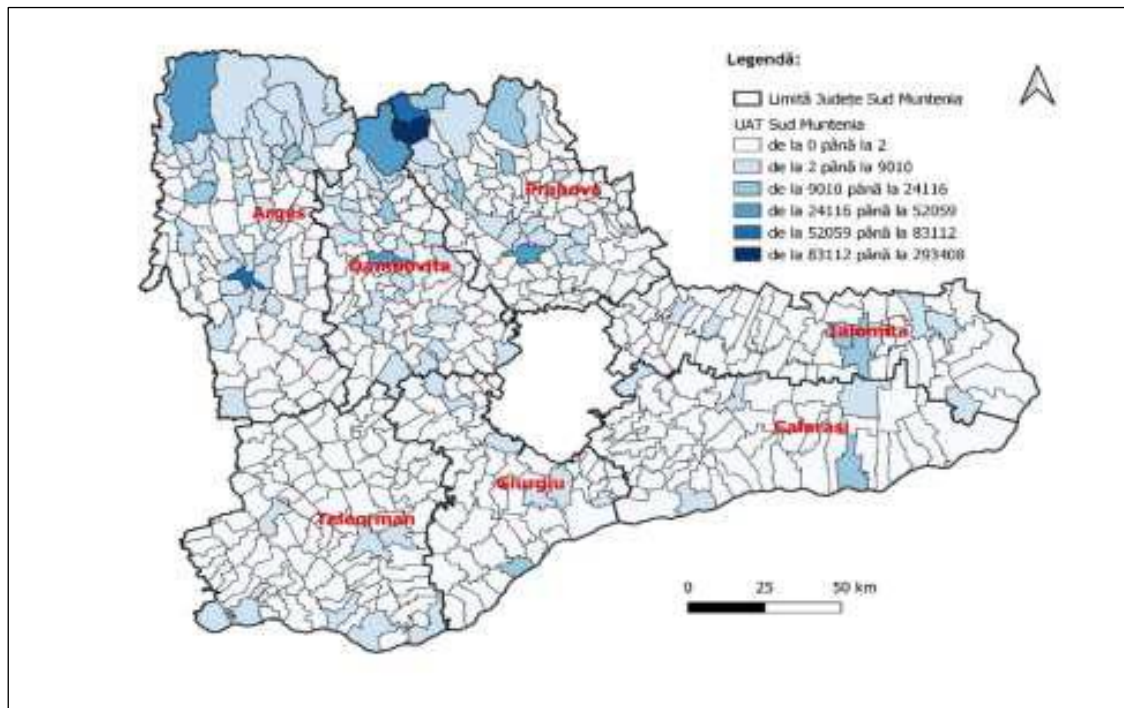 Legendă:
Limită Județe Sud Muntenia
UAT Sud Muntenia
de la 0 până la 2
de la 2 până la 9010
de la 9010 până la 24116
de la 24116 până la 52059
de la 52059 până la 83112
de la 83112 până la 293408
Prahova
Argeș
Dambovita
Ialomita
Calarasi
Giurgiu
Teleorman
0 25 50 km